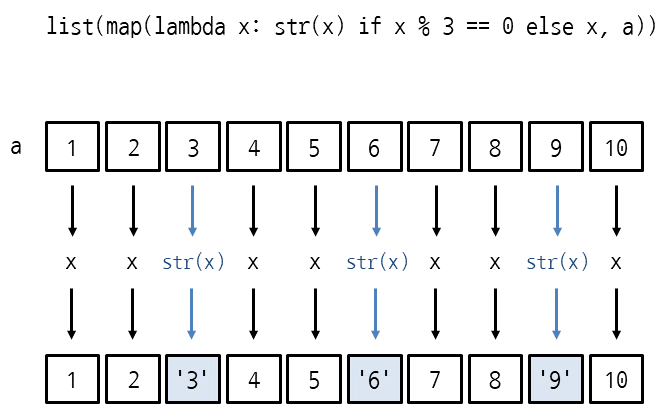 list(map(lambda x: str(x) if x % 3 == 0 else x, a))
a 1 2 3 4 5 6 7 8 9 10
x x str(x) x x str(x) x x str(x) x
1 2 '3' 4 5 '6' 7 8 '9' 10